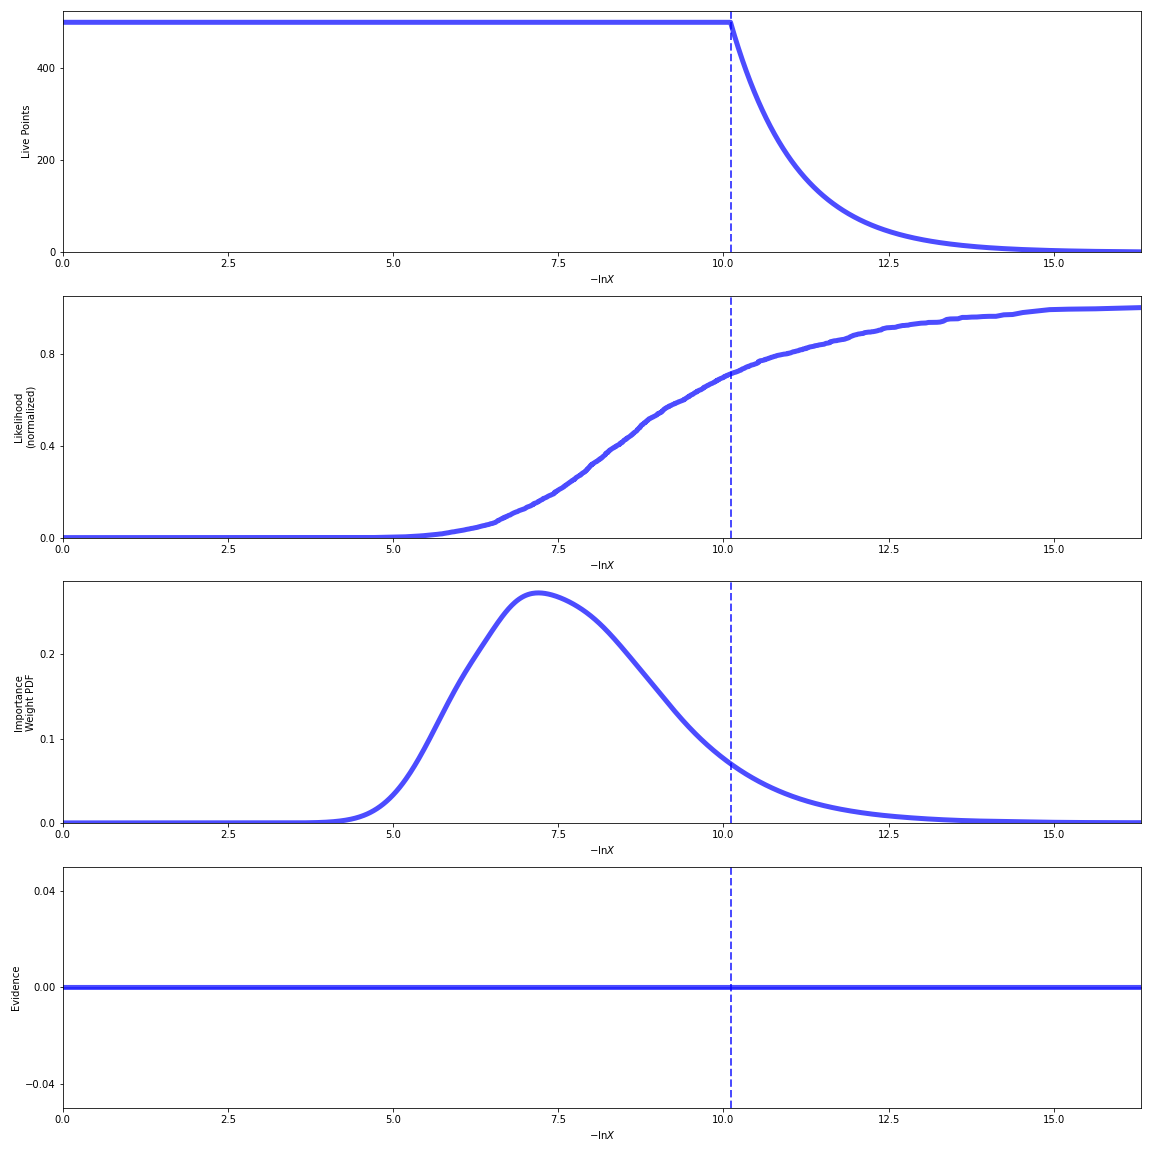 Live Points
400
200
0
0.0 2.5 5.0 7.5 10.0 12.5 15.0
−lnX
Likelihood
(normalized)
0.8
0.4
0.0
0.0 2.5 5.0 7.5 10.0 12.5 15.0
−lnX
Importance
Weight PDF
0.2
0.1
0.0
0.0 2.5 5.0 7.5 10.0 12.5 15.0
−lnX
Evidence
0.04
0.00
−0.04
0.0 2.5 5.0 7.5 10.0 12.5 15.0
−lnX